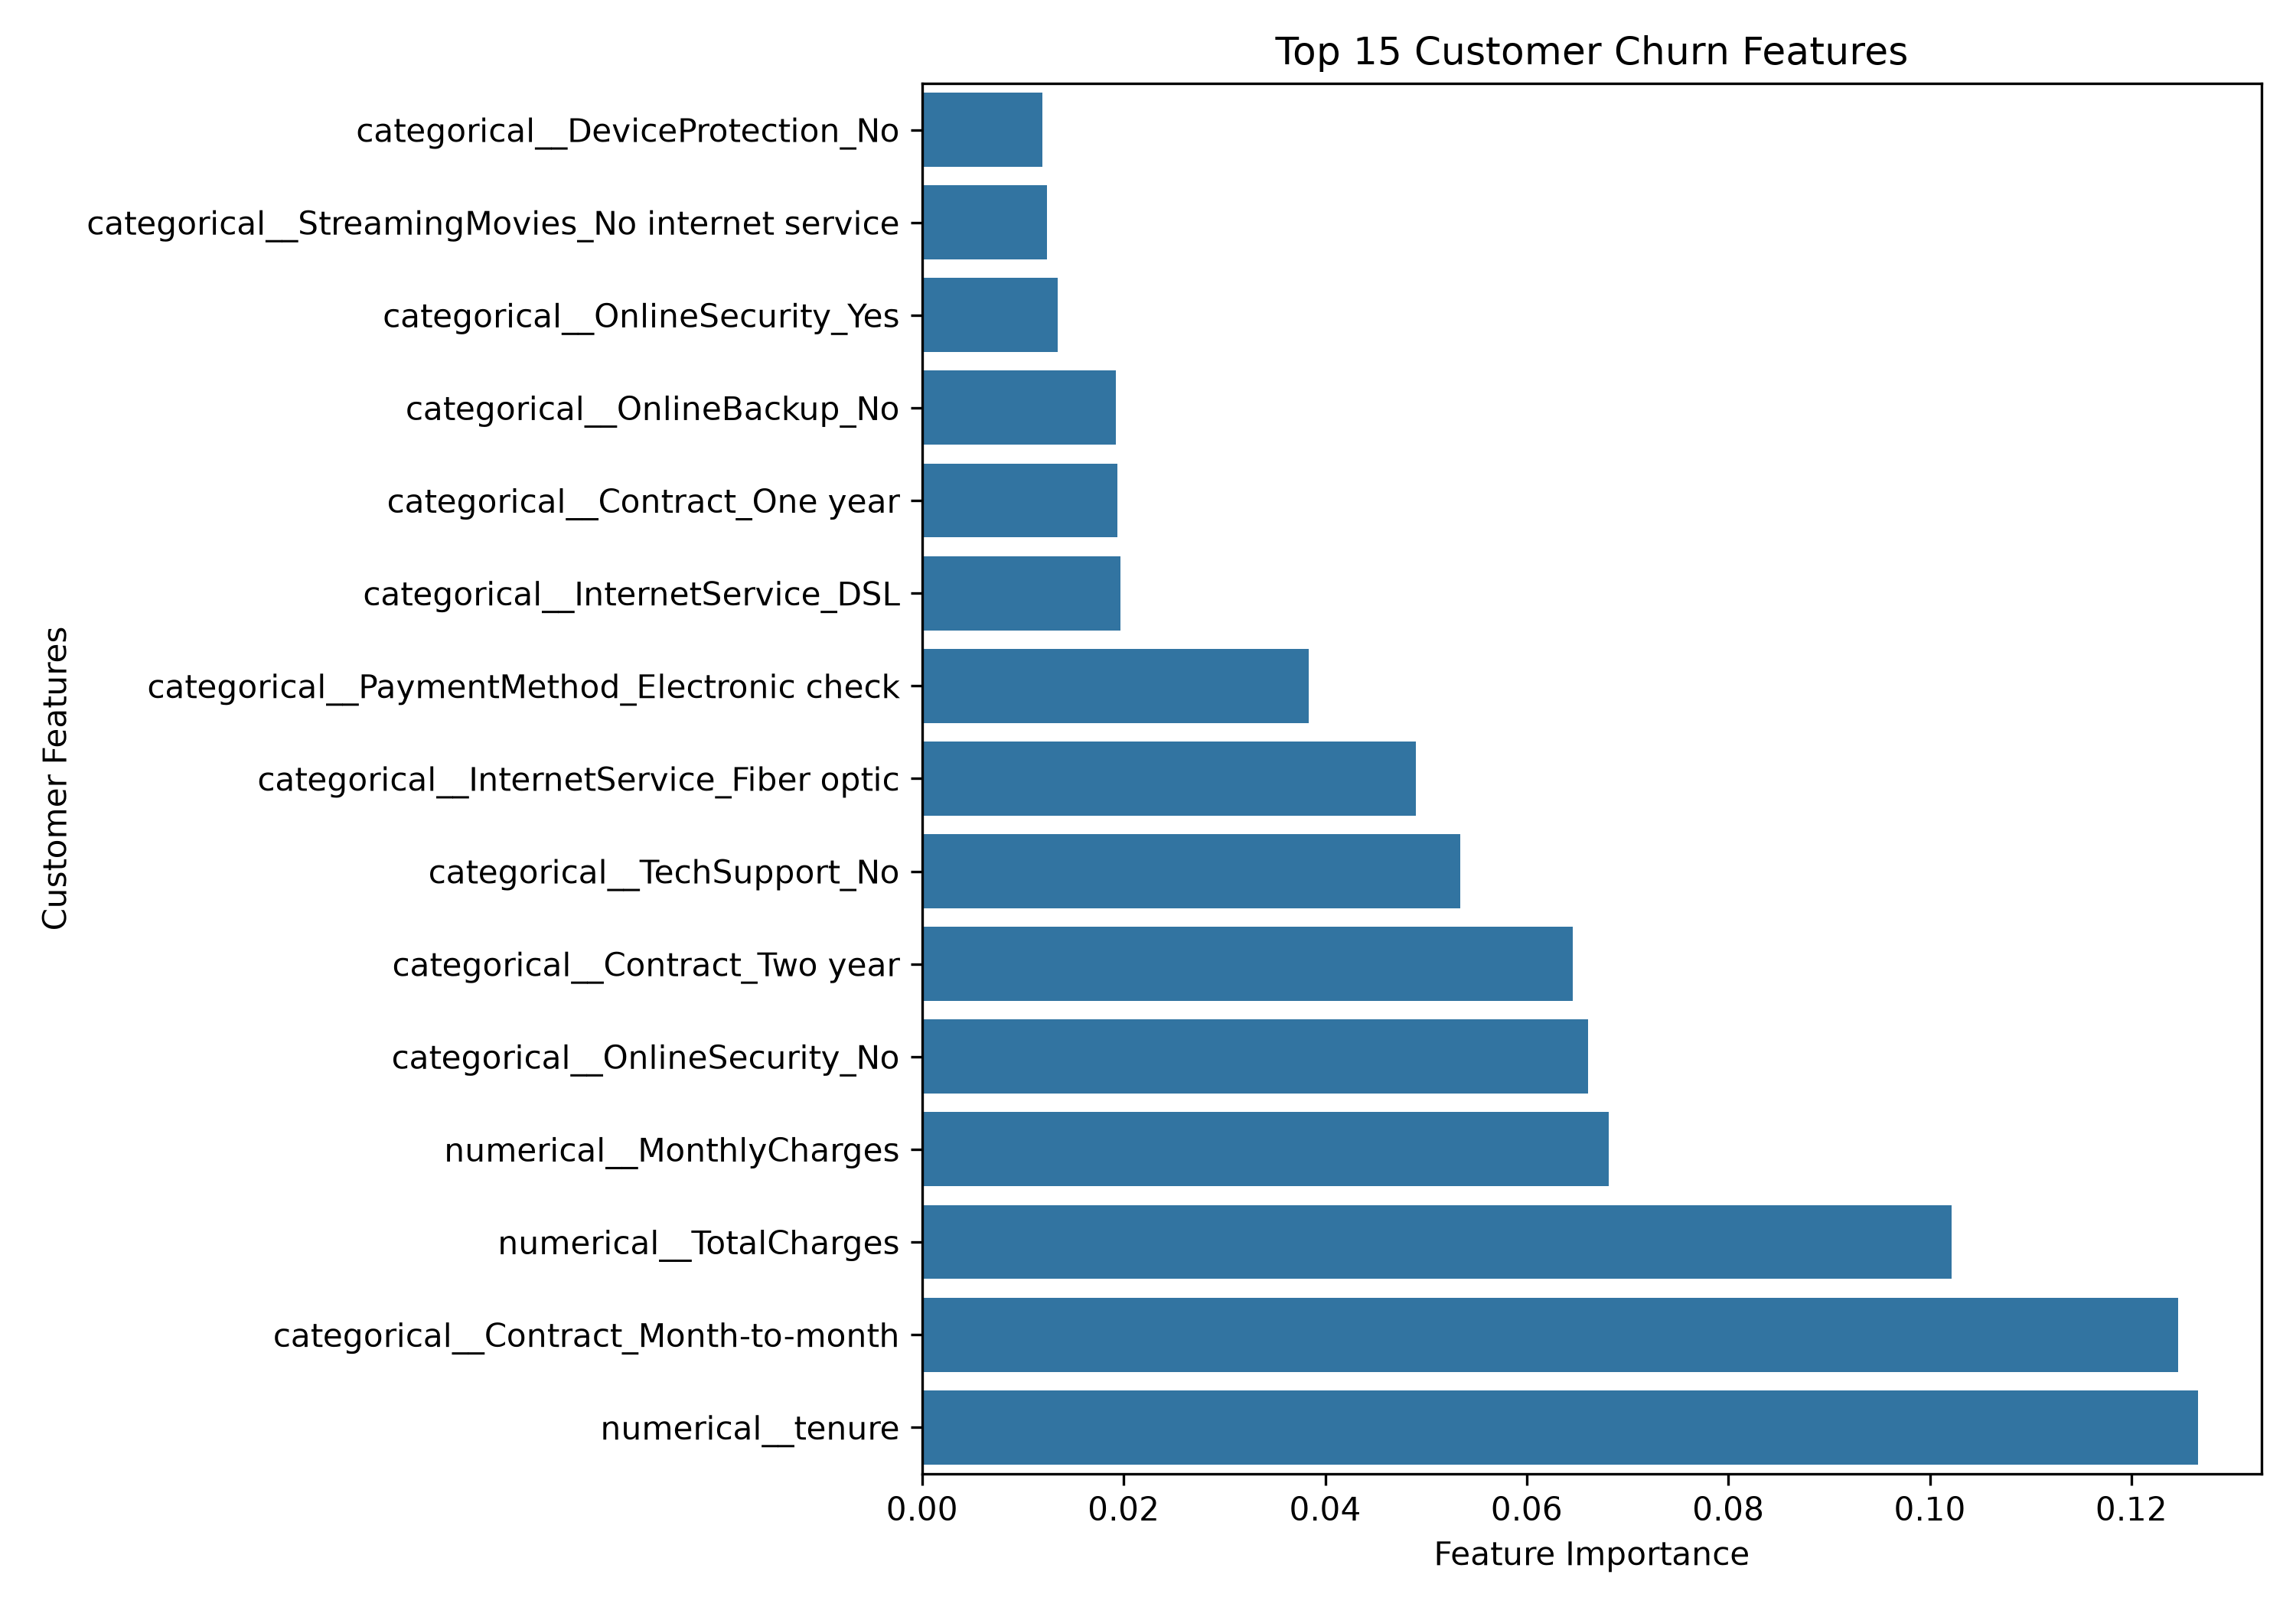 Top 15 Customer Churn Features
Customer Features
categorical__DeviceProtection_No
categorical__StreamingMovies_No internet service
categorical__OnlineSecurity_Yes
categorical__OnlineBackup_No
categorical__Contract_One year
categorical__InternetService_DSL
categorical__PaymentMethod_Electronic check
categorical__InternetService_Fiber optic
categorical__TechSupport_No
categorical__Contract_Two year
categorical__OnlineSecurity_No
numerical__MonthlyCharges
numerical__TotalCharges
categorical__Contract_Month-to-month
numerical__tenure
0.00 0.02 0.04 0.06 0.08 0.10 0.12
Feature Importance